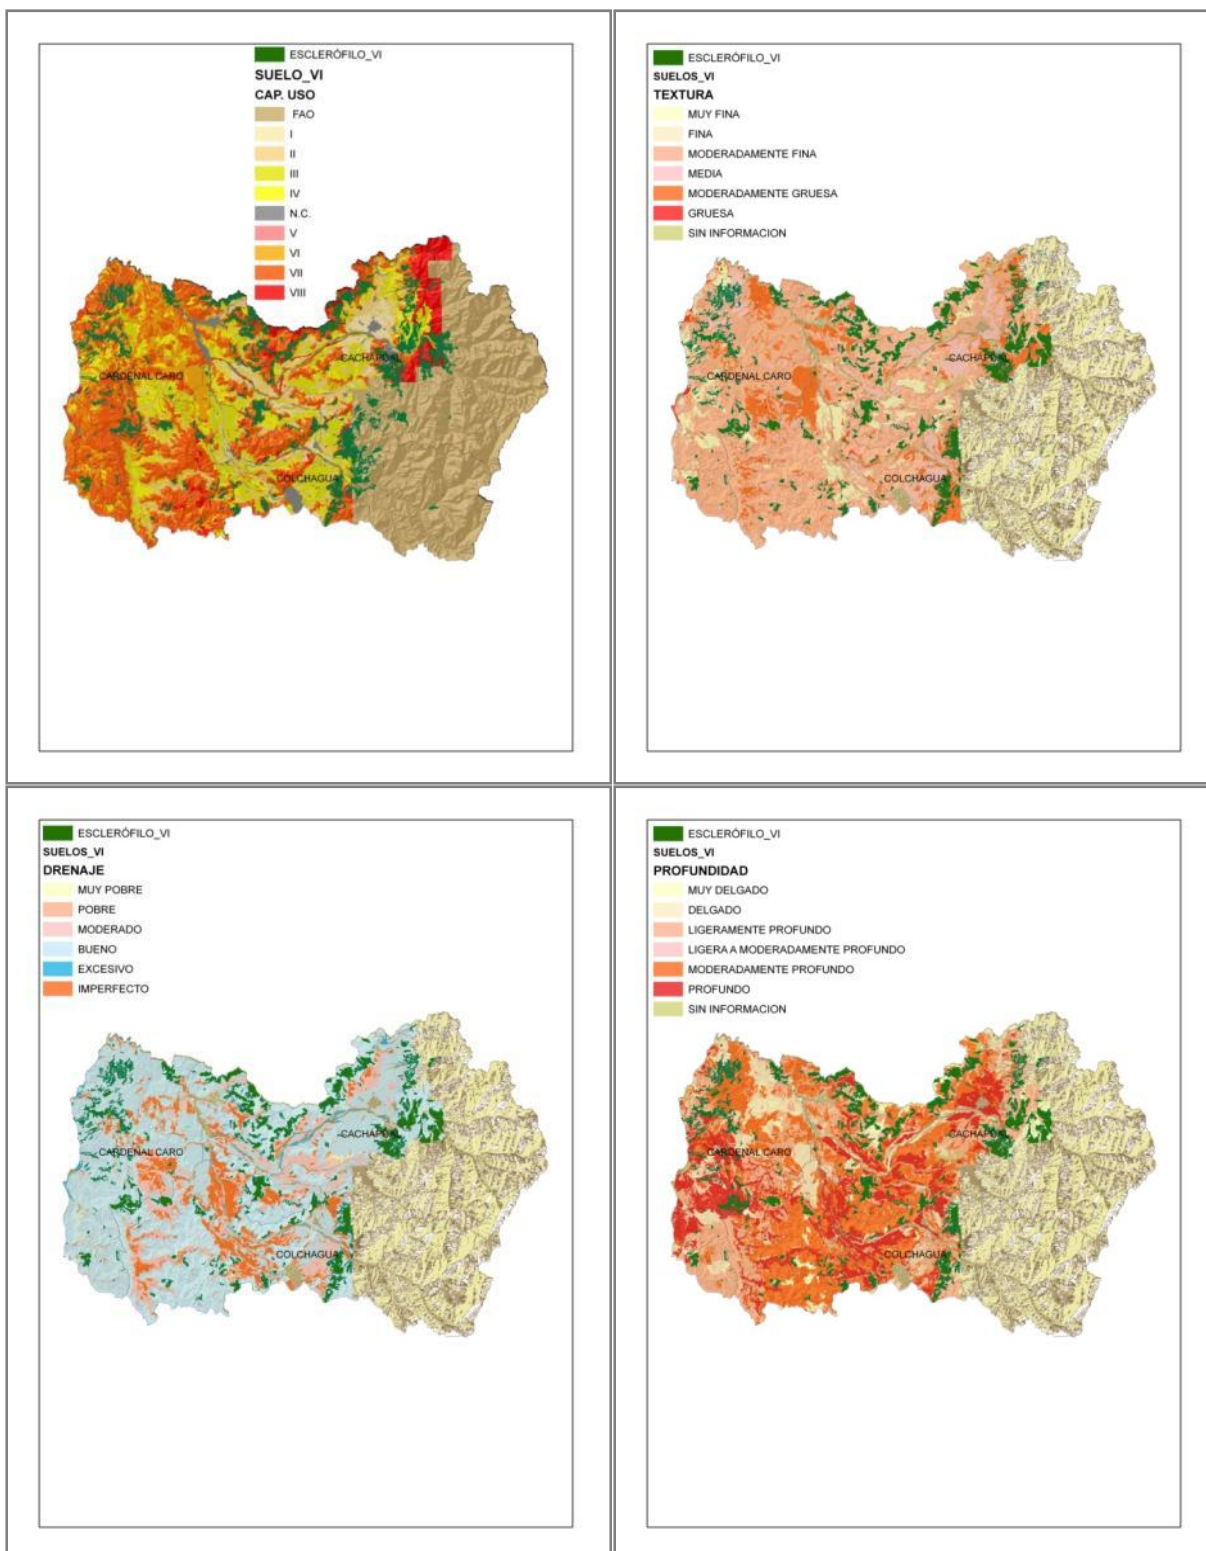 ESCLERÓFILO_VI
SUELO_VI
CAP. USO
FAO
I
II
III
IV
N.C.
V
VI
VII
VIII
CACHAPOAL
CARDENAL CARO
COLCHAGUA
ESCLERÓFILO_VI
SUELOS_VI
TEXTURA
MUY FINA
FINA
MODERADAMENTE FINA
MEDIA
MODERADAMENTE GRUESA
GRUESA
SIN INFORMACION
CACHAPOAL
CARDENAL CARO
COLCHAGUA
ESCLERÓFILO_VI
SUELOS_VI
DRENAJE
MUY POBRE
POBRE
MODERADO
BUENO
EXCESIVO
IMPERFECTO
CACHAPOAL
CARDENAL CARO
COLCHAGUA
ESCLERÓFILO_VI
SUELOS_VI
PROFUNDIDAD
MUY DELGADO
DELGADO
LIGERAMENTE PROFUNDO
LIGERA A MODERADAMENTE PROFUNDO
MODERADAMENTE PROFUNDO
PROFUNDO
SIN INFORMACION
CACHAPOAL
CARDENAL CARO
COLCHAGUA